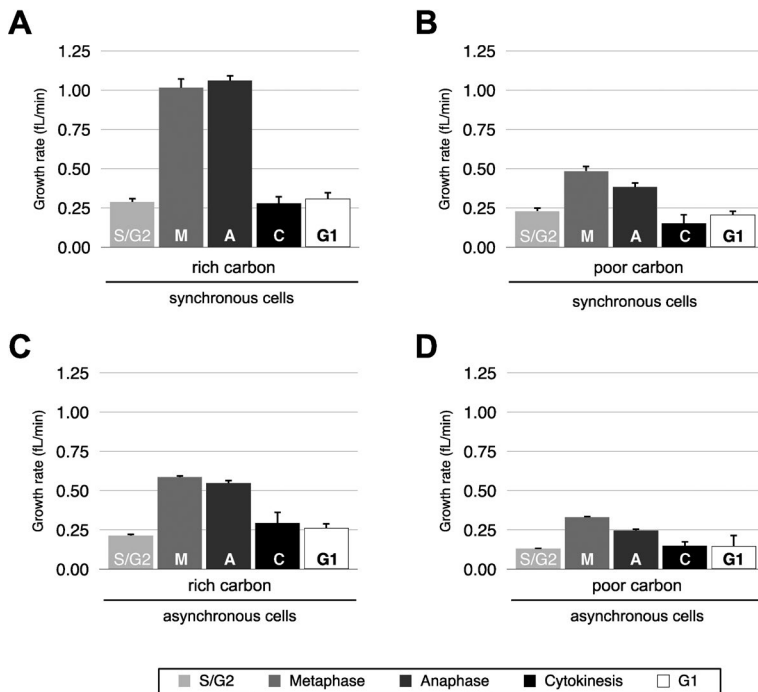 A
Growth rate (fL/min)
1.25
1.00
0.75
0.50
0.25
0.00
S/G2 M A C G1
rich carbon
synchronous cells
B
Growth rate (fL/min)
1.25
1.00
0.75
0.50
0.25
0.00
S/G2 M A C G1
poor carbon
synchronous cells
C
Growth rate (fL/min)
1.25
1.00
0.75
0.50
0.25
0.00
S/G2 M A C G1
rich carbon
asynchronous cells
D
Growth rate (fL/min)
1.25
1.00
0.75
0.50
0.25
0.00
S/G2 M A C G1
poor carbon
asynchronous cells
S/G2 Metaphase Anaphase Cytokinesis G1